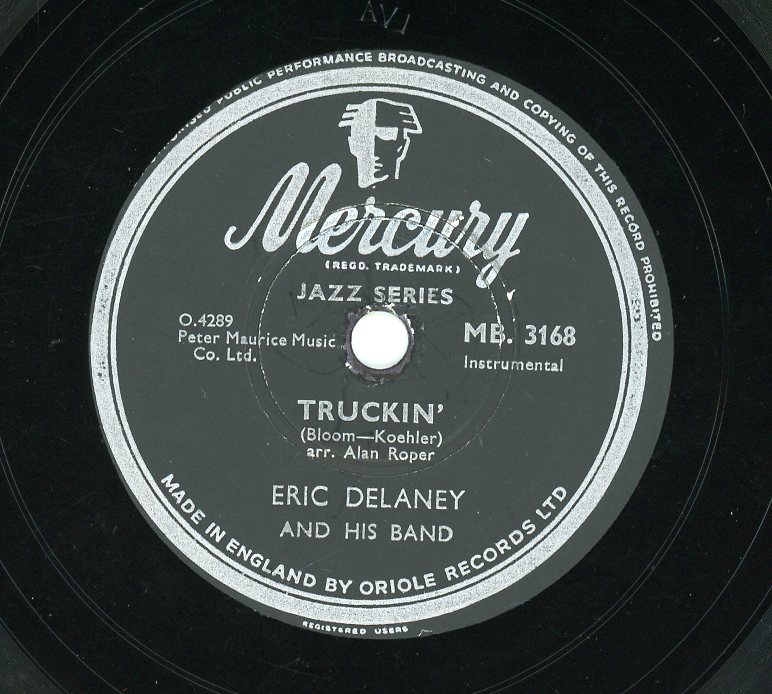 PUBLIC PERFORMANCE BROADCASTING AND COPYING OF THIS RECORD PROHIBITED
Mercury
(REGD. TRADEMARK)
JAZZ SERIES
O.4289
Peter Maurice Music
Co. Ltd.
MB. 3168
Instrumental
TRUCKIN'
(Bloom—Koehler)
arr. Alan Roper
ERIC DELANEY
AND HIS BAND
MADE IN ENGLAND BY ORIOLE RECORDS LTD
REGISTERED USERS